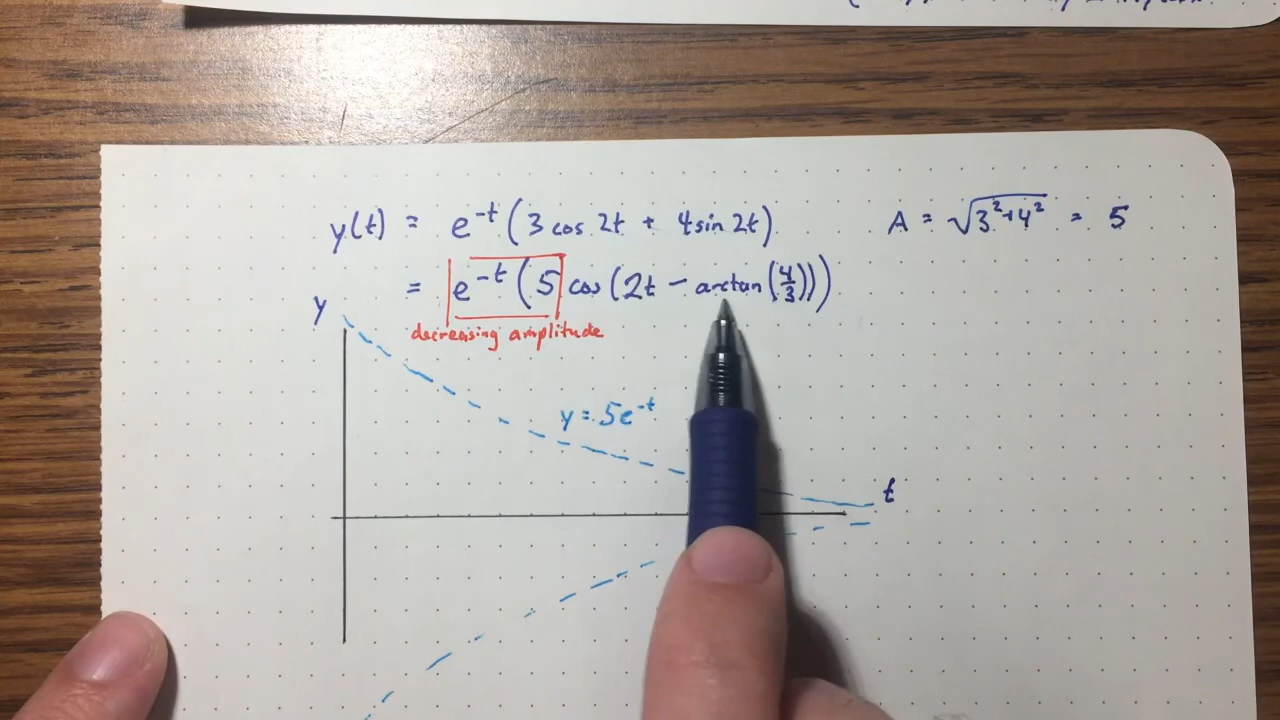 y(t) = e^-t (3 cos 2t + 4 sin 2t) A = √3²+4² = 5
= e^-t (5 cos (2t - arctan(4/3)))
y
decreasing amplitude
y = 5e^-t
t